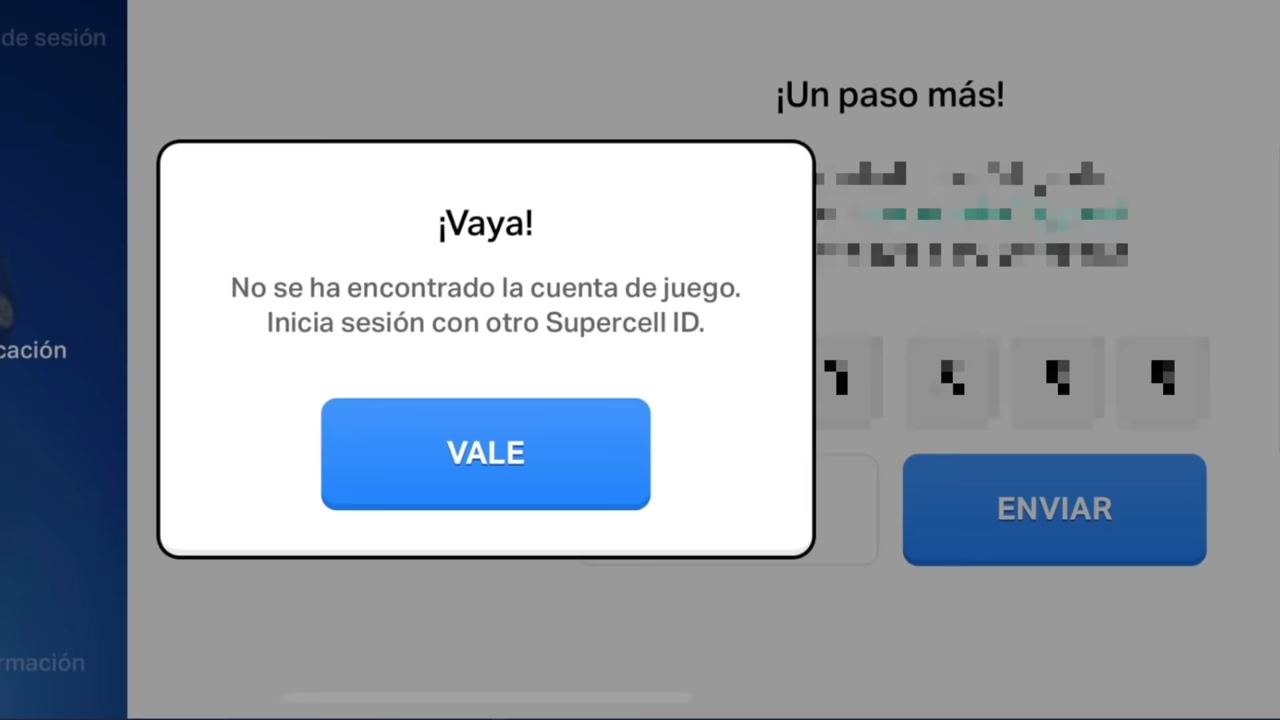 de sesión
¡Un paso más!
¡Vaya!
No se ha encontrado la cuenta de juego.
Inicia sesión con otro Supercell ID.
cación
VALE
ENVIAR
rmación